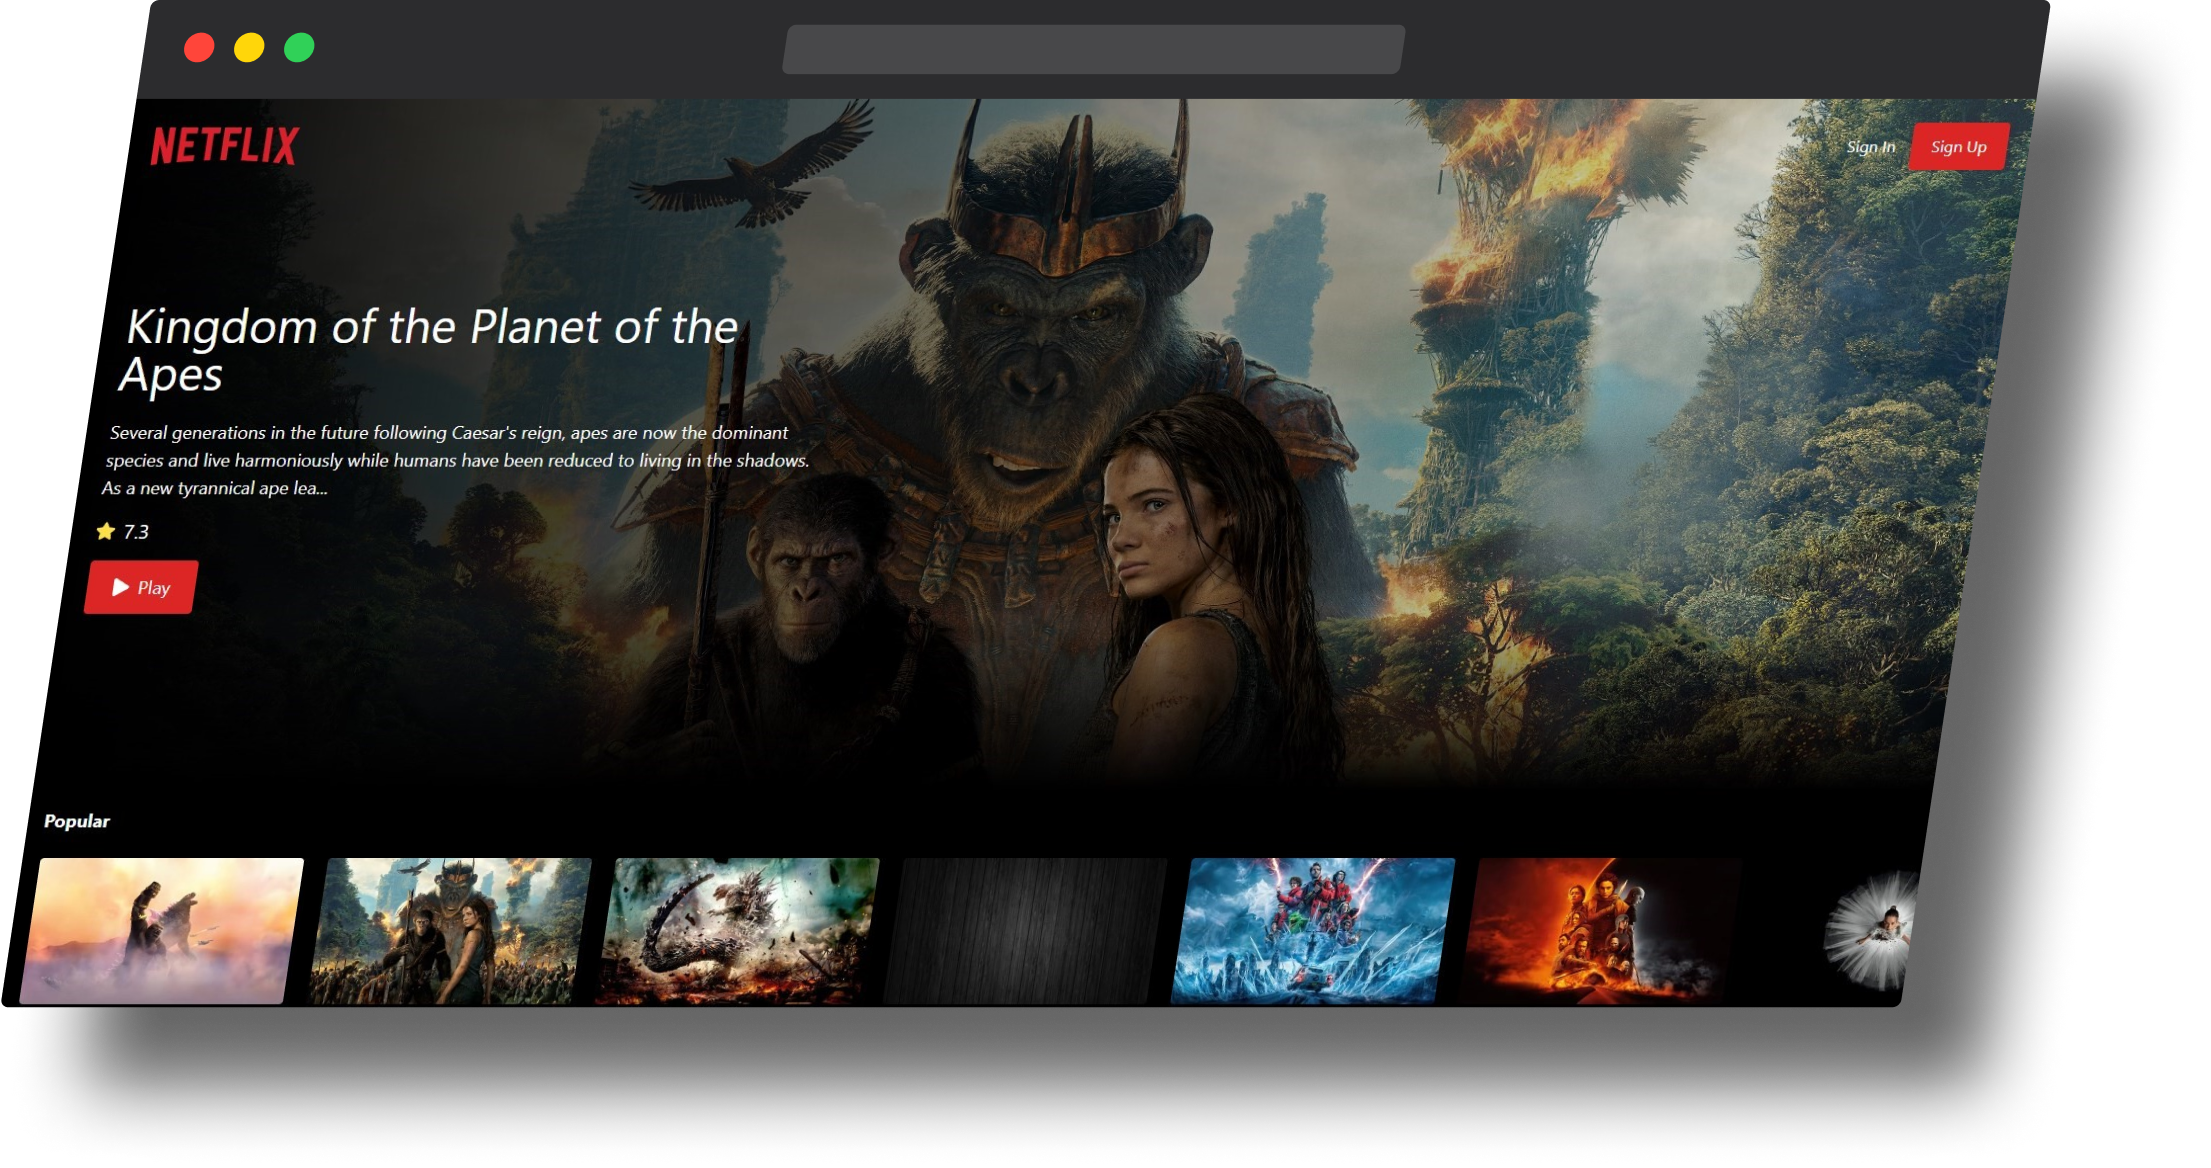 NETFLIX
Sign In
Sign Up
Kingdom of the Planet of the
Apes
Several generations in the future following Caesar's reign, apes are now the dominant
species and live harmoniously while humans have been reduced to living in the shadows.
As a new tyrannical ape lea...
7.3
Play
Popular